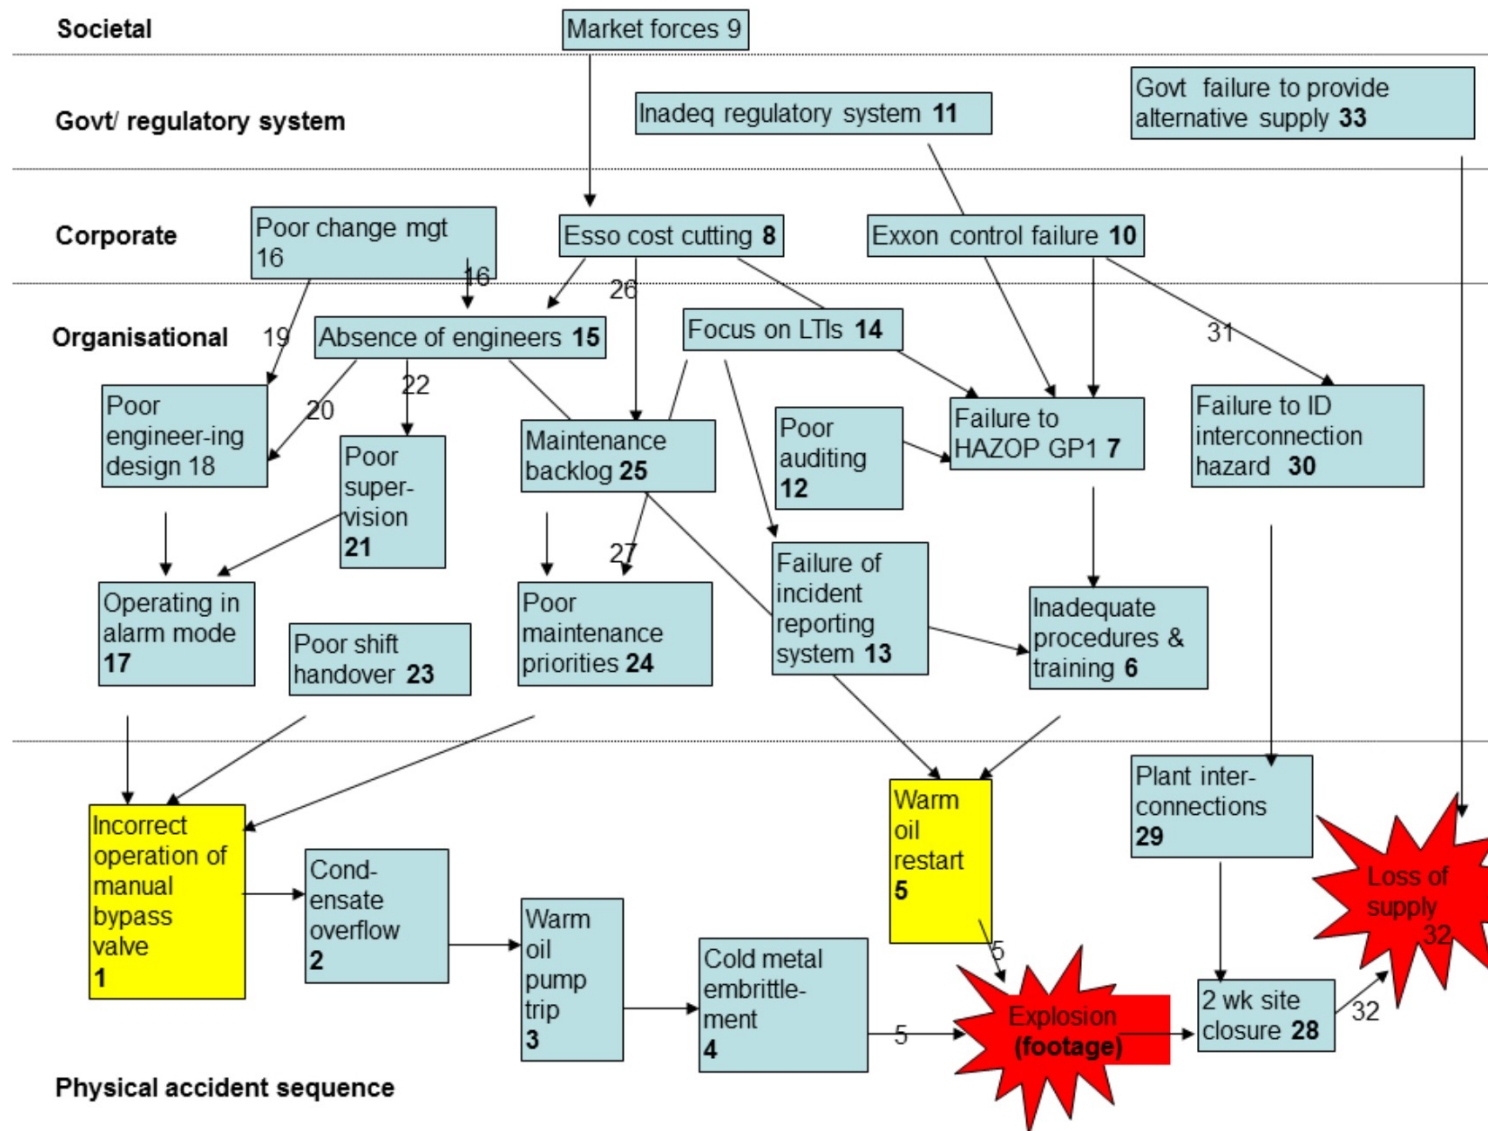 Societal
Market forces 9
Govt/ regulatory system
Inadeq regulatory system 11
Govt failure to provide
alternative supply 33
Corporate
Poor change mgt
16
16
Esso cost cutting 8
26
Exxon control failure 10
Organisational
19
Absence of engineers 15
Focus on LTIs 14
31
20
22
Poor
engineer-ing
design 18
Poor
super-
vision
21
Maintenance
backlog 25
Poor
auditing
12
Failure to
HAZOP GP1 7
Failure to ID
interconnection
hazard 30
27
Operating in
alarm mode
17
Poor shift
handover 23
Poor
maintenance
priorities 24
Failure of
incident
reporting
system 13
Inadequate
procedures &
training 6
Incorrect
operation of
manual
bypass
valve
1
Cond-
ensate
overflow
2
Warm
oil
pump
trip
3
Cold metal
embrittle-
ment
4
5
Warm
oil
restart
5
5
Explosion
(footage)
Plant inter-
connections
29
2 wk site
closure 28
32
Loss of
supply
32
Physical accident sequence